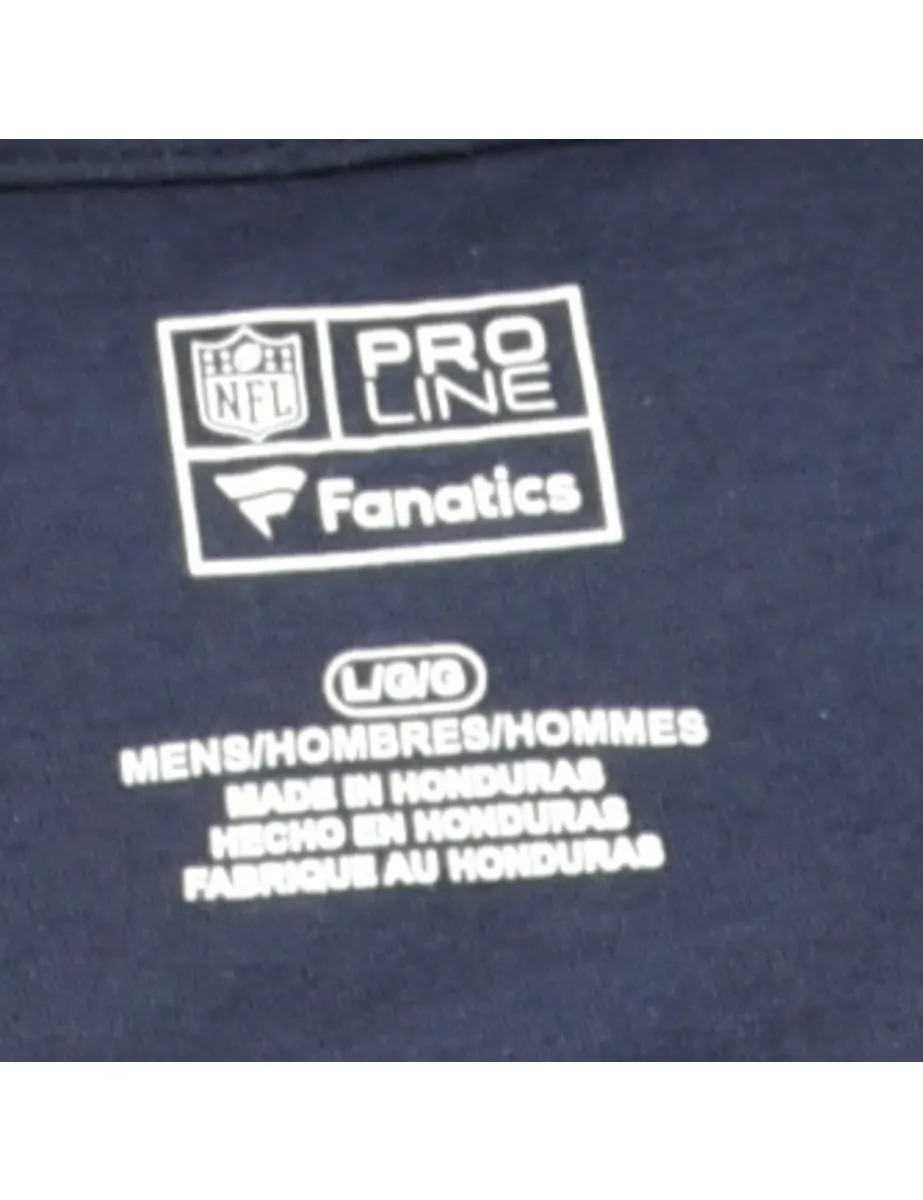 NFL
PRO
LINE
Fanatics
L/G/G
MENS/HOMBRES/HOMMES
MADE IN HONDURAS
HECHO EN HONDURAS
FABRIQUE AU HONDURAS